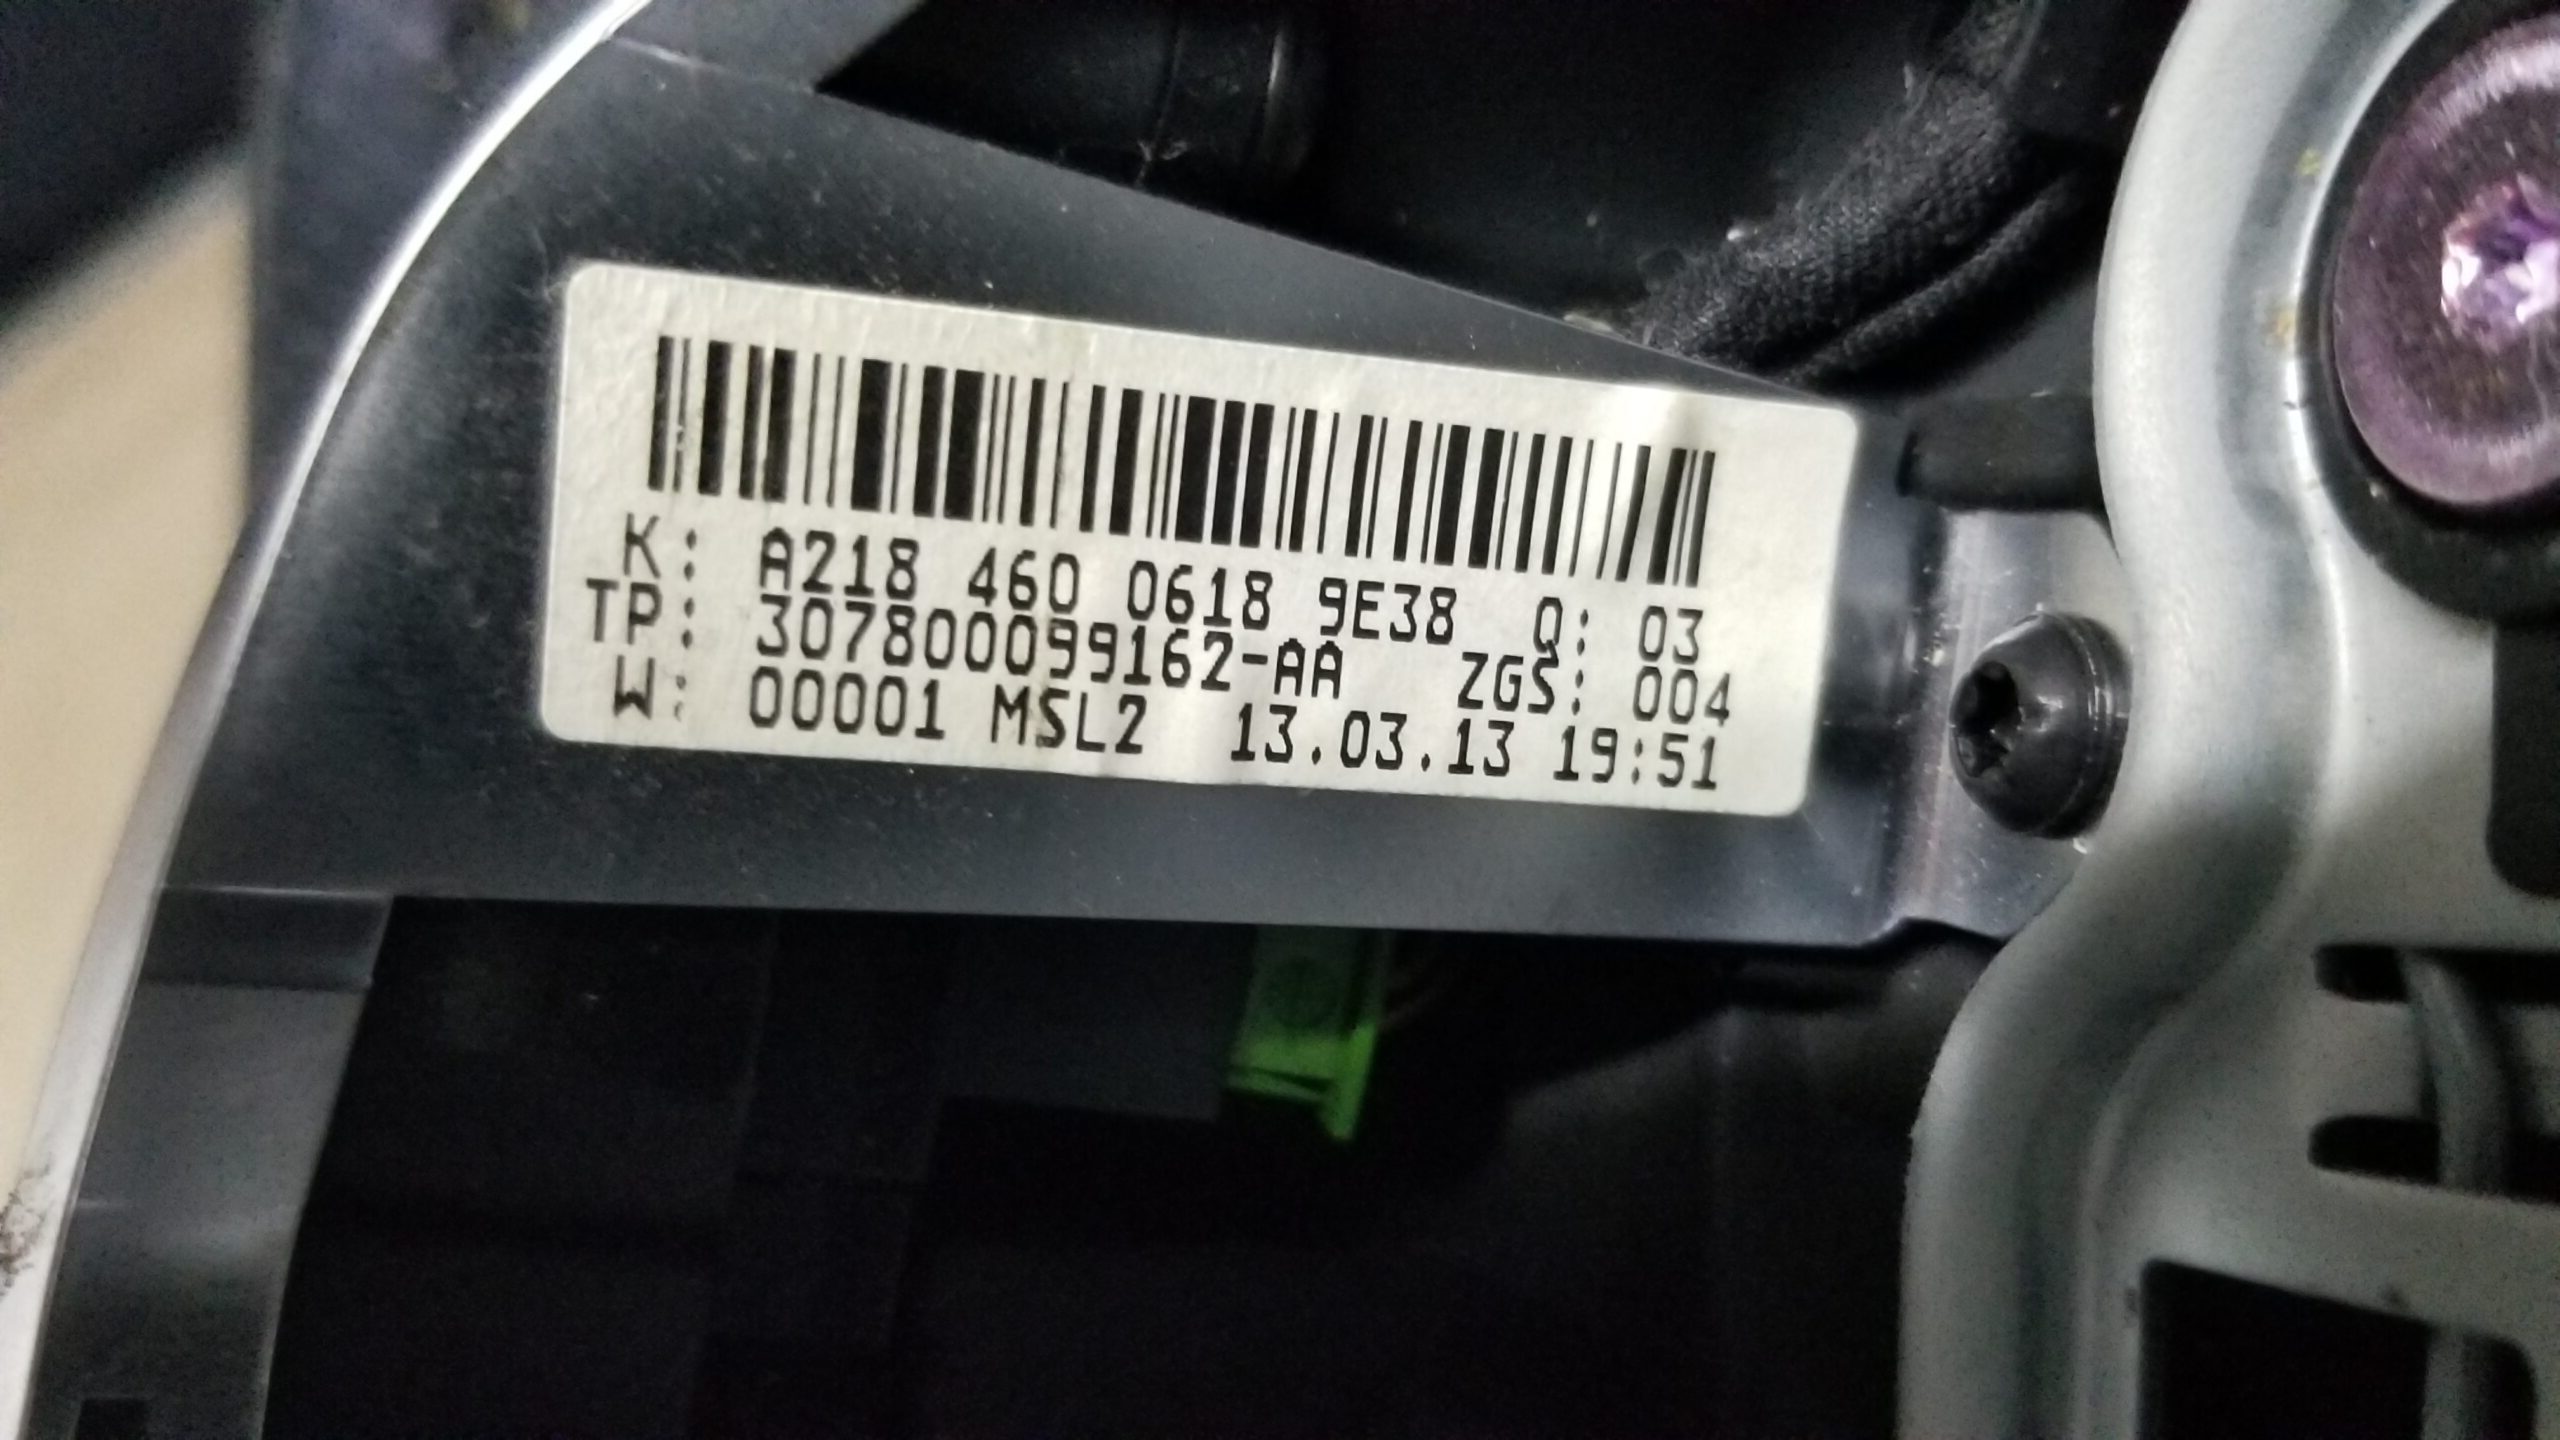 K: A218 460 0618 9E38 Q: 03
TP: 307800099162-AA ZGS: 004
W: 00001 MSL2 13.03.13 19:51